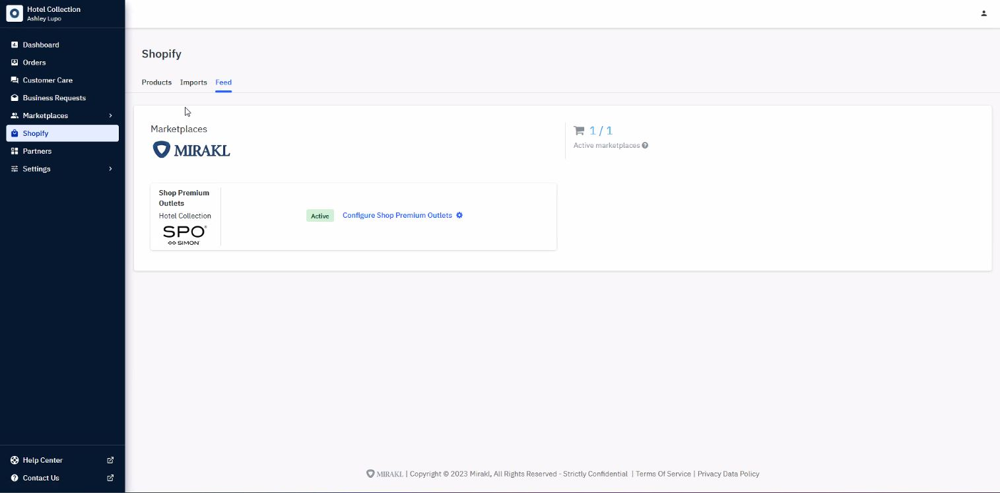 Hotel Collection
Ashley Lupo
Dashboard
Orders
Customer Care
Business Requests
Marketplaces
Shopify
Partners
Settings
Help Center
Contact Us
Shopify
Products Imports Feed
Marketplaces
MIRAKL
1 / 1
Active marketplaces
Shop Premium
Outlets
Hotel Collection
SPO®
SIMON
Active Configure Shop Premium Outlets
MIRAKL | Copyright © 2023 Mirakl, All Rights Reserved - Strictly Confidential | Terms Of Service | Privacy Data Policy